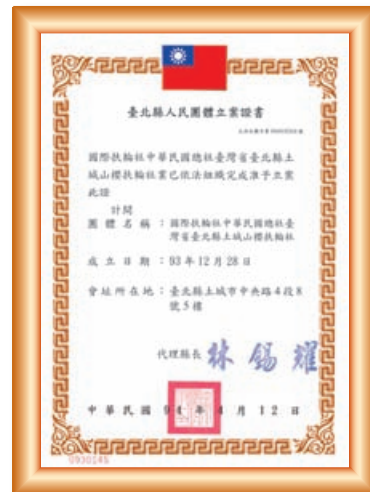 臺北縣人民團體立案證書
國際扶輪社中華民國總社臺灣省臺北縣土
城山櫻扶輪社業已依法組織完成准予立案
此證
計開
團體名稱：國際扶輪社中華民國總社臺
灣省臺北縣土城山櫻扶輪社
成立日期：93年12月28日
會址所在地：臺北縣土城市中央路4段8
號5樓
代理縣長 林錫耀
中華民國 94 年 4 月 12 日
0930145